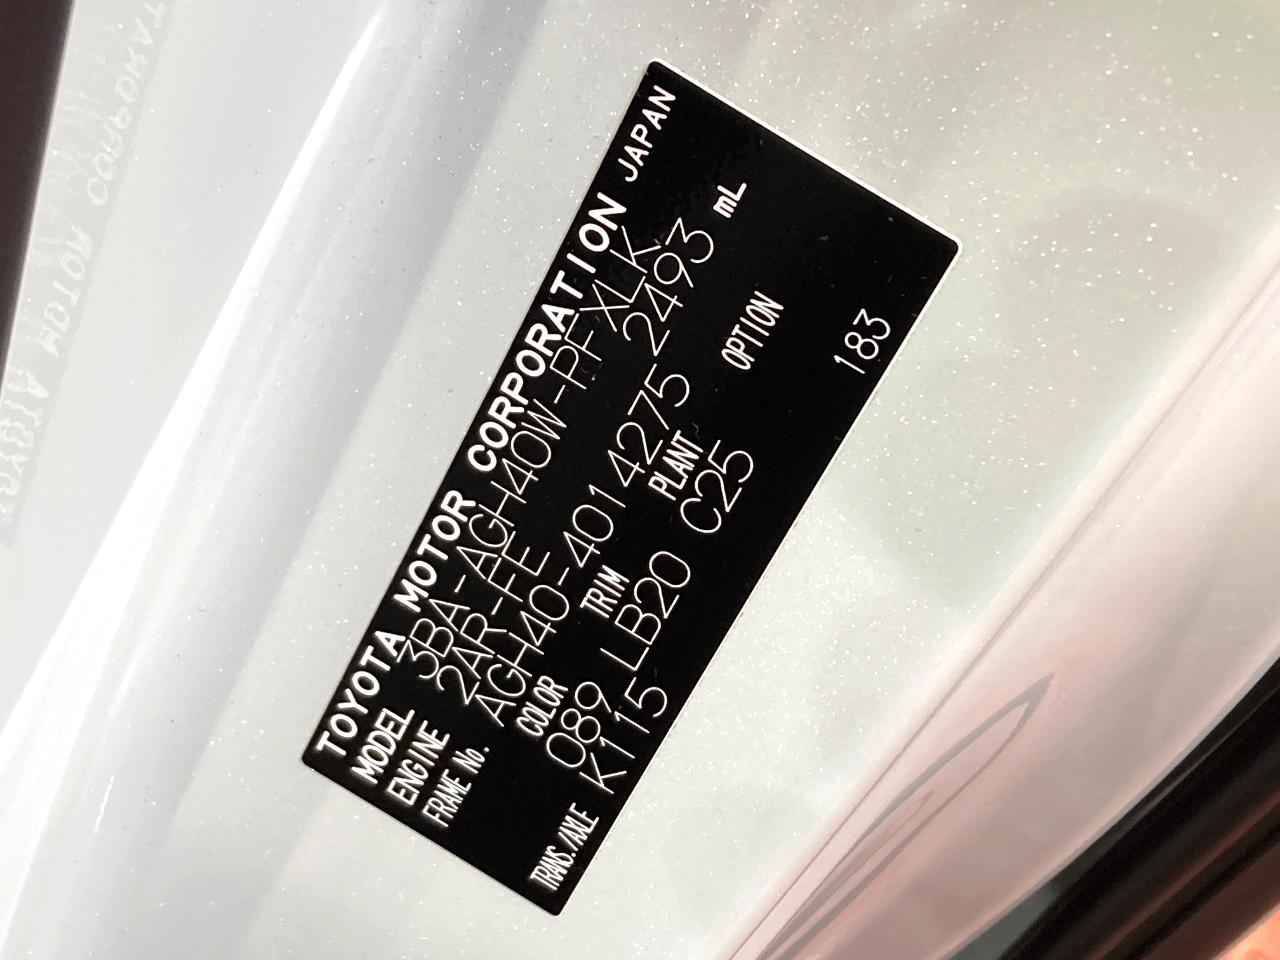 TOYOTA MOTOR CORPORATION JAPAN
MODEL 3BA-AGH40W-PFXLK
ENGINE 2AR-FE 2493 mL
FRAME No. AGH40-4014275
COLOR TRIM PLANT OPTION
089 LB20 C25
TRANS./AXLE K115 183